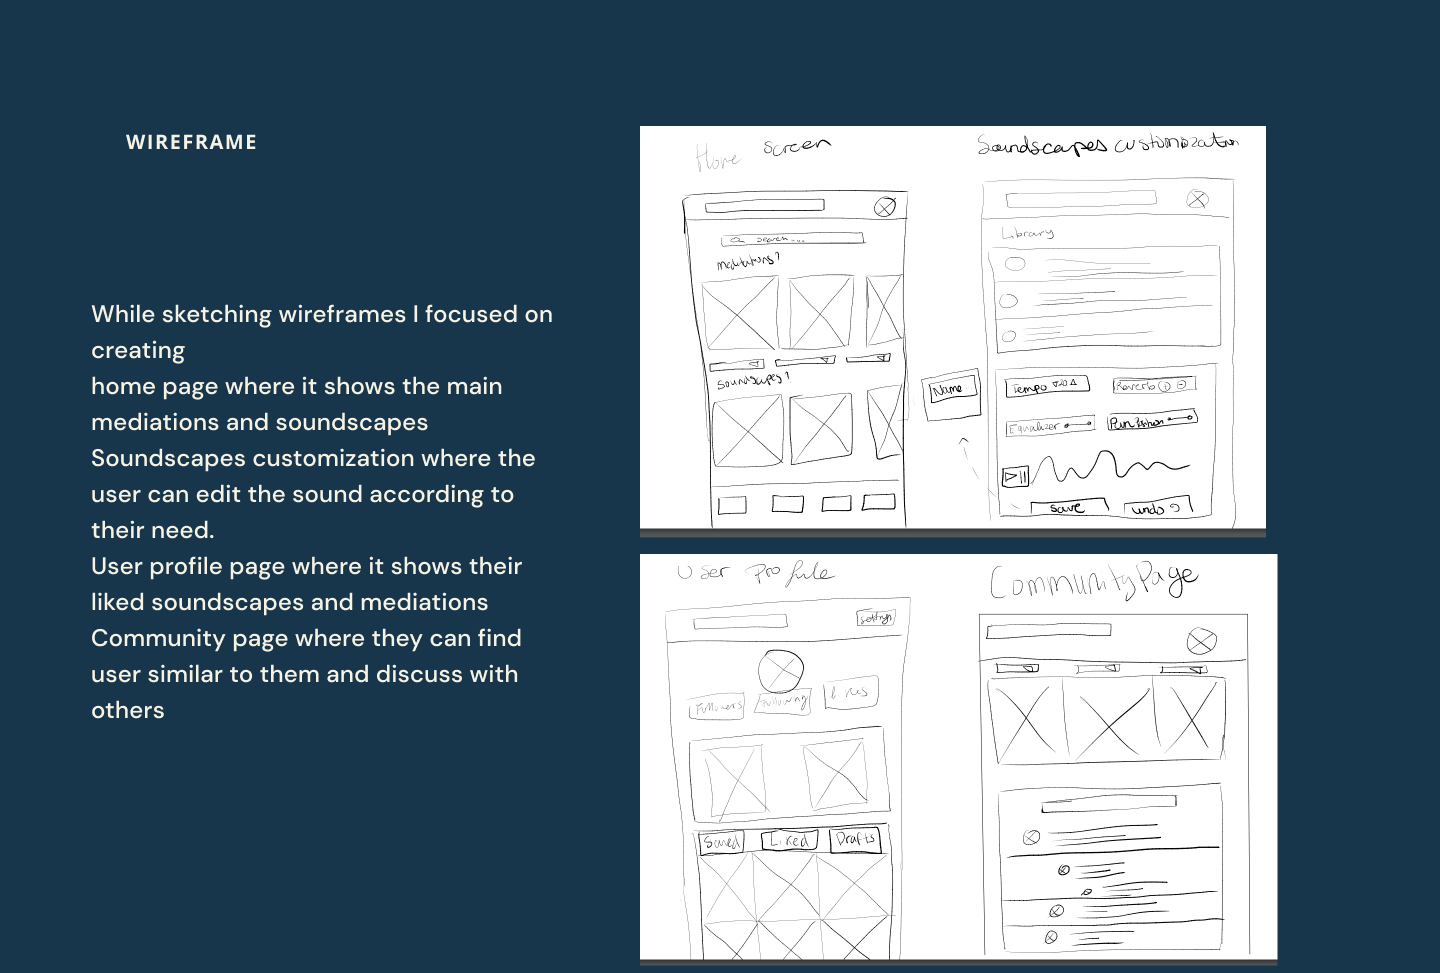 WIREFRAME
While sketching wireframes I focused on
creating
home page where it shows the main
mediations and soundscapes
Soundscapes customization where the
user can edit the sound according to
their need.
User profile page where it shows their
liked soundscapes and mediations
Community page where they can find
user similar to them and discuss with
others
Home screen
search...
meditations?
Soundscapes?
Soundscapes customization
Library
Name
Tempo
Reverb
Equalizer
save
undo
User Profile
settings
Followers
Following
likes
Saved
Liked
Drafts
Community Page